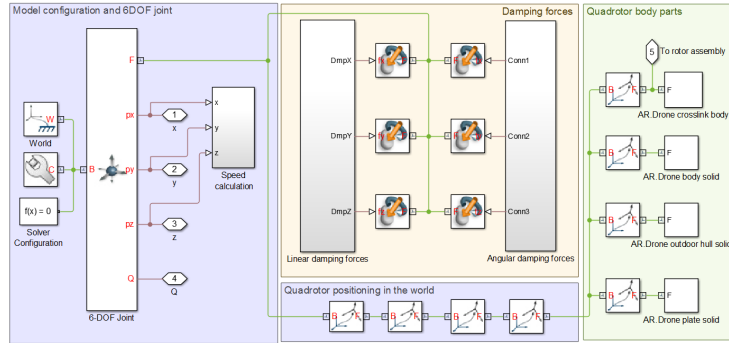 Model configuration and 6DOF joint
F
px
py
pz
Q
B
6-DOF Joint
W
World
C
f(x) = 0
Solver
Configuration
1
x
2
y
3
z
4
Q
x
y
z
Speed
calculation
Damping forces
DmpX
DmpY
DmpZ
Linear damping forces
Conn1
Conn2
Conn3
Angular damping forces
Quadrotor positioning in the world
B F
B F
B F
B F
Quadrotor body parts
5
To rotor assembly
B F
F
AR.Drone crosslink body
B F
F
AR.Drone body solid
B F
F
AR.Drone outdoor hull solid
B F
F
AR.Drone plate solid